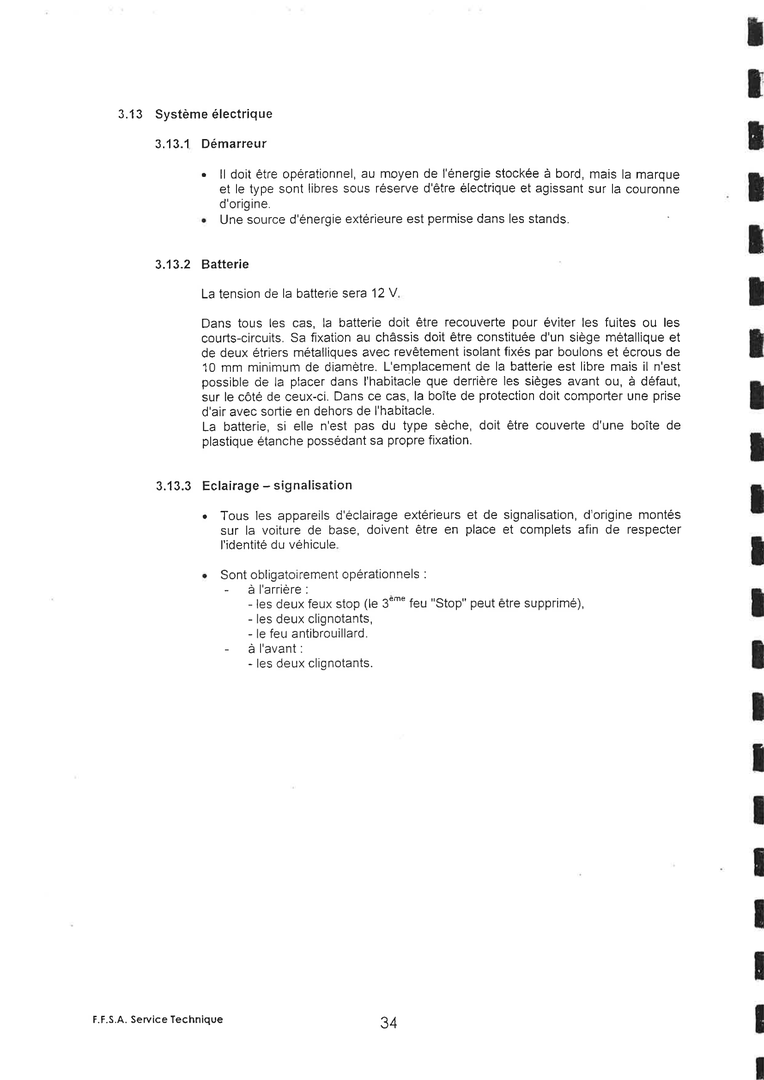 3.13 Système électrique
3.13.1 Démarreur
• Il doit être opérationnel, au moyen de l'énergie stockée à bord, mais la marque
et le type sont libres sous réserve d'être électrique et agissant sur la couronne
d'origine.
• Une source d'énergie extérieure est permise dans les stands.
3.13.2 Batterie
La tension de la batterie sera 12 V.
Dans tous les cas, la batterie doit être recouverte pour éviter les fuites ou les
courts-circuits. Sa fixation au châssis doit être constituée d'un siège métallique et
de deux étriers métalliques avec revêtement isolant fixés par boulons et écrous de
10 mm minimum de diamètre. L'emplacement de la batterie est libre mais il n'est
possible de la placer dans l'habitacle que derrière les sièges avant ou, à défaut,
sur le côté de ceux-ci. Dans ce cas, la boîte de protection doit comporter une prise
d'air avec sortie en dehors de l'habitacle.
La batterie, si elle n'est pas du type sèche, doit être couverte d'une boîte de
plastique étanche possédant sa propre fixation.
3.13.3 Eclairage – signalisation
• Tous les appareils d'éclairage extérieurs et de signalisation, d'origine montés
sur la voiture de base, doivent être en place et complets afin de respecter
l'identité du véhicule.
• Sont obligatoirement opérationnels :
- à l'arrière :
- les deux feux stop (le 3ème feu "Stop" peut être supprimé),
- les deux clignotants,
- le feu antibrouillard.
- à l'avant :
- les deux clignotants.
F.F.S.A. Service Technique
34